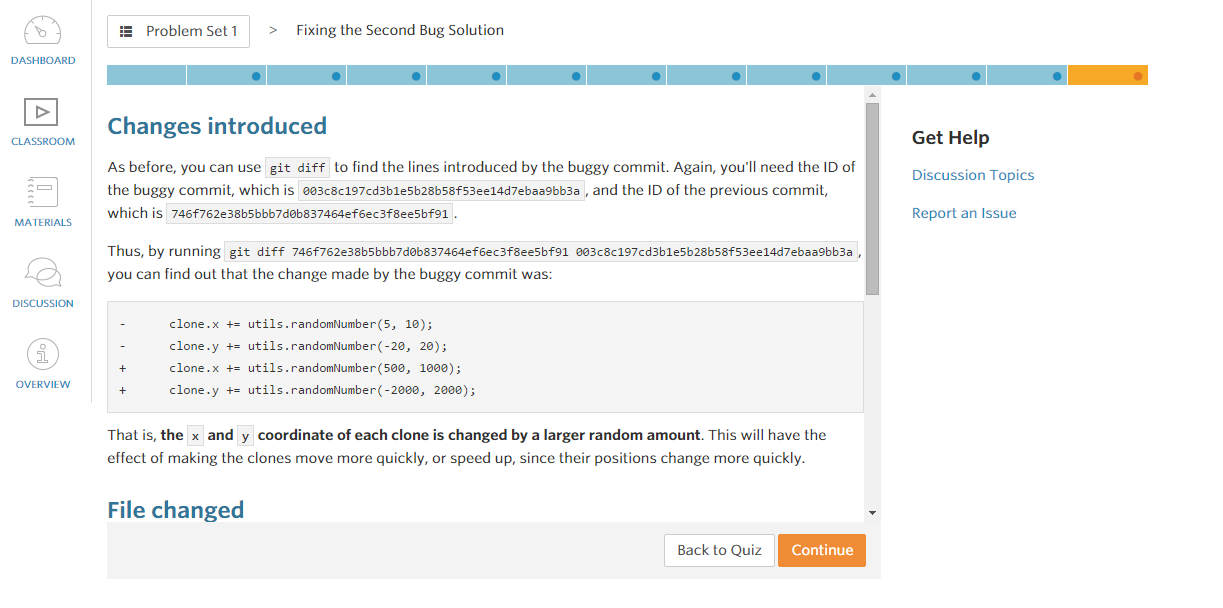 Problem Set 1 > Fixing the Second Bug Solution
DASHBOARD
CLASSROOM
MATERIALS
DISCUSSION
OVERVIEW
Changes introduced
As before, you can use git diff to find the lines introduced by the buggy commit. Again, you'll need the ID of
the buggy commit, which is 003c8c197cd3b1e5b28b58f53ee14d7ebaa9bb3a, and the ID of the previous commit,
which is 746f762e38b5bbb7d0b837464ef6ec3f8ee5bf91.
Thus, by running git diff 746f762e38b5bbb7d0b837464ef6ec3f8ee5bf91 003c8c197cd3b1e5b28b58f53ee14d7ebaa9bb3a,
you can find out that the change made by the buggy commit was:
- clone.x += utils.randomNumber(5, 10);
- clone.y += utils.randomNumber(-20, 20);
+ clone.x += utils.randomNumber(500, 1000);
+ clone.y += utils.randomNumber(-2000, 2000);
That is, the x and y coordinate of each clone is changed by a larger random amount. This will have the
effect of making the clones move more quickly, or speed up, since their positions change more quickly.
File changed
Back to Quiz
Continue
Get Help
Discussion Topics
Report an Issue